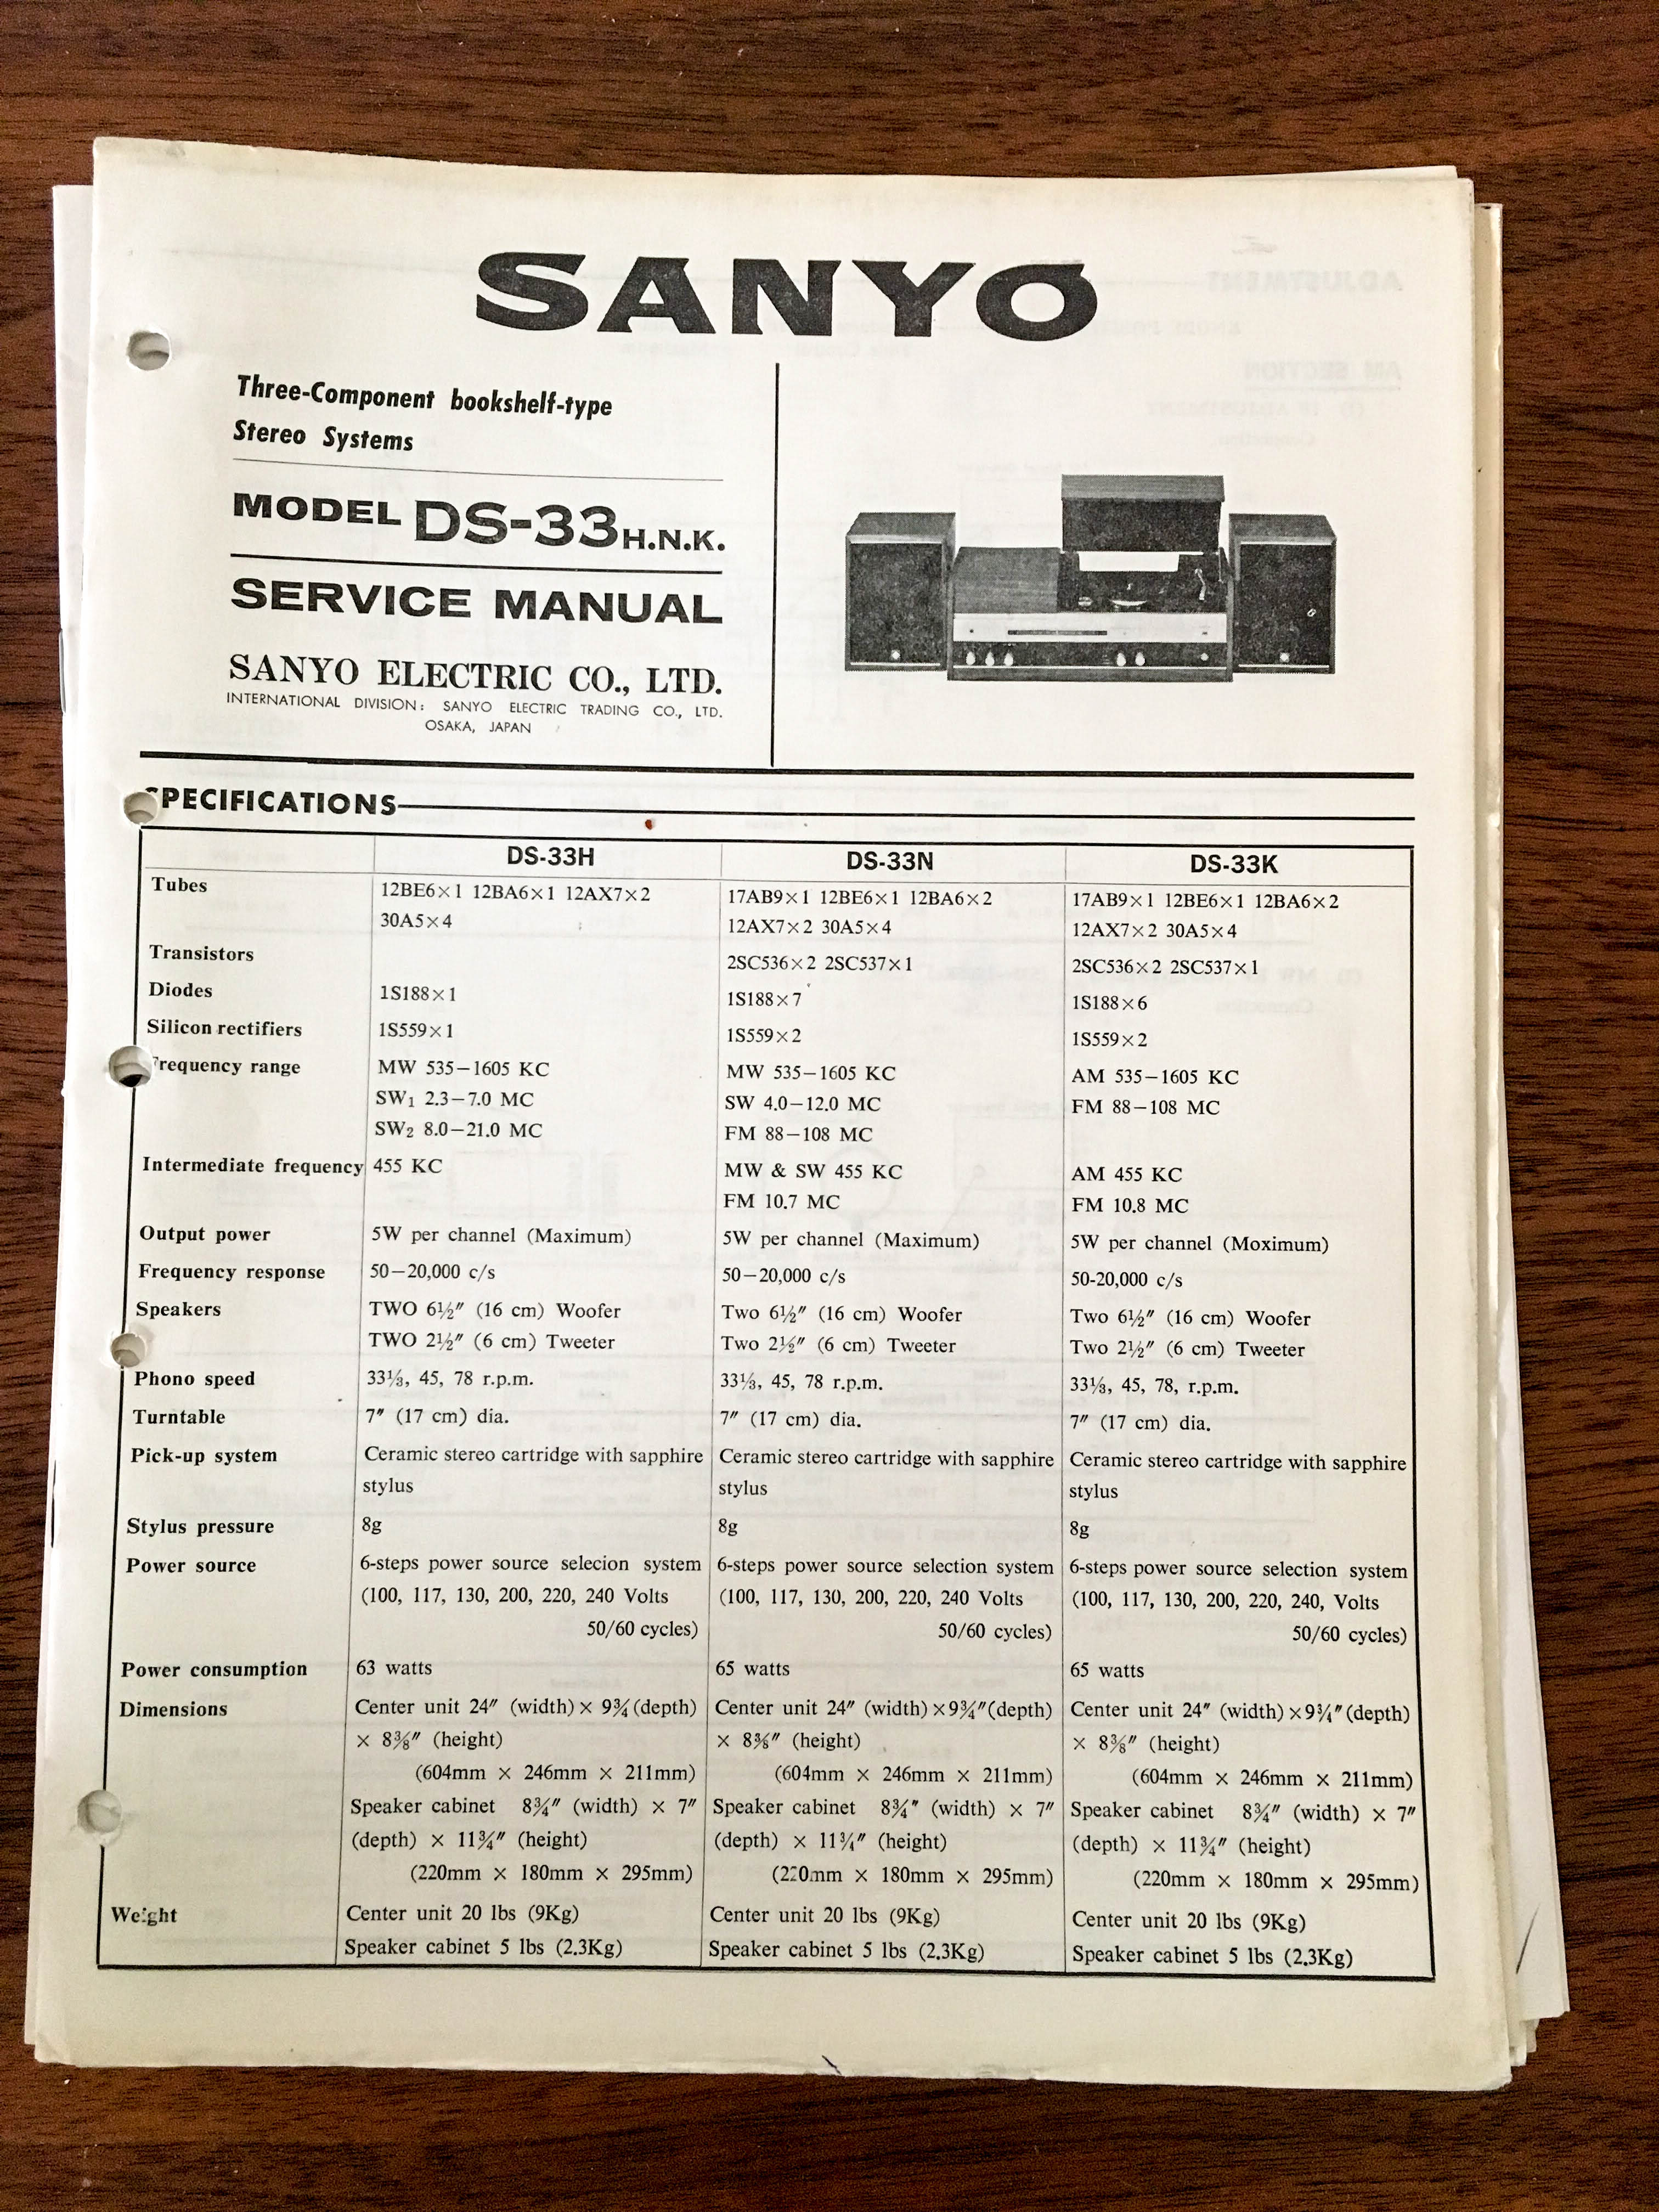 SANYO
Three-Component bookshelf-type
Stereo Systems
MODEL DS-33H.N.K.
SERVICE MANUAL
SANYO ELECTRIC CO., LTD.
INTERNATIONAL DIVISION: SANYO ELECTRIC TRADING CO., LTD.
OSAKA, JAPAN
SPECIFICATIONS
DS-33H DS-33N DS-33K
Tubes 12BE6×1 12BA6×1 12AX7×2 17AB9×1 12BE6×1 12BA6×2 17AB9×1 12BE6×1 12BA6×2
30A5×4 12AX7×2 30A5×4 12AX7×2 30A5×4
Transistors 2SC536×2 2SC537×1 2SC536×2 2SC537×1
Diodes 1S188×1 1S188×7 1S188×6
Silicon rectifiers 1S559×1 1S559×2 1S559×2
Frequency range MW 535−1605 KC MW 535−1605 KC AM 535−1605 KC
SW1 2.3−7.0 MC SW 4.0−12.0 MC FM 88−108 MC
SW2 8.0−21.0 MC FM 88−108 MC
Intermediate frequency 455 KC MW & SW 455 KC AM 455 KC
FM 10.7 MC FM 10.8 MC
Output power 5W per channel (Maximum) 5W per channel (Maximum) 5W per channel (Moximum)
Frequency response 50−20,000 c/s 50−20,000 c/s 50-20,000 c/s
Speakers TWO 6½″ (16 cm) Woofer Two 6½″ (16 cm) Woofer Two 6½″ (16 cm) Woofer
TWO 2½″ (6 cm) Tweeter Two 2½″ (6 cm) Tweeter Two 2½″ (6 cm) Tweeter
Phono speed 33⅓, 45, 78 r.p.m. 33⅓, 45, 78 r.p.m. 33⅓, 45, 78, r.p.m.
Turntable 7″ (17 cm) dia. 7″ (17 cm) dia. 7″ (17 cm) dia.
Pick-up system Ceramic stereo cartridge with sapphire Ceramic stereo cartridge with sapphire Ceramic stereo cartridge with sapphire
stylus stylus stylus
Stylus pressure 8g 8g 8g
Power source 6-steps power source selecion system 6-steps power source selection system 6-steps power source selection system
(100, 117, 130, 200, 220, 240 Volts (100, 117, 130, 200, 220, 240 Volts (100, 117, 130, 200, 220, 240, Volts
50/60 cycles) 50/60 cycles) 50/60 cycles)
Power consumption 63 watts 65 watts 65 watts
Dimensions Center unit 24″ (width) × 9¾ (depth) Center unit 24″ (width) ×9¾″ (depth) Center unit 24″ (width) ×9¾″ (depth)
× 8⅜″ (height) × 8⅜″ (height) × 8⅜″ (height)
(604mm × 246mm × 211mm) (604mm × 246mm × 211mm) (604mm × 246mm × 211mm)
Speaker cabinet 8¾″ (width) × 7″ Speaker cabinet 8¾″ (width) × 7″ Speaker cabinet 8¾″ (width) × 7″
(depth) × 11¾″ (height) (depth) × 11¾″ (height) (depth) × 11¾″ (height)
(220mm × 180mm × 295mm) (220mm × 180mm × 295mm) (220mm × 180mm × 295mm)
Weight Center unit 20 lbs (9Kg) Center unit 20 lbs (9Kg) Center unit 20 lbs (9Kg)
Speaker cabinet 5 lbs (2.3Kg) Speaker cabinet 5 lbs (2.3Kg) Speaker cabinet 5 lbs (2.3Kg)